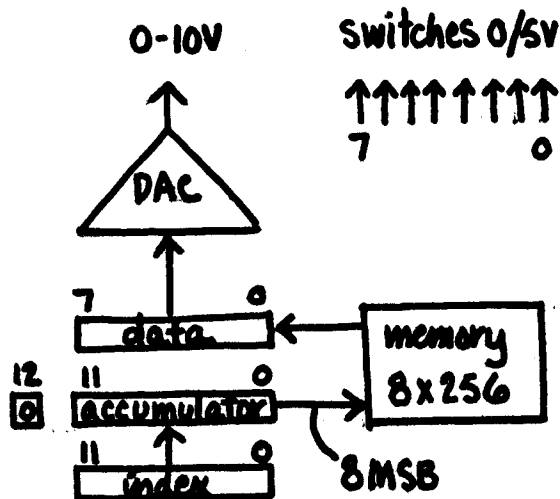 0-10V switches 0/5V
7 0
DAC
7 0
data
memory
8x256
12 11 0
0 accumulator
11 0
index
8MSB